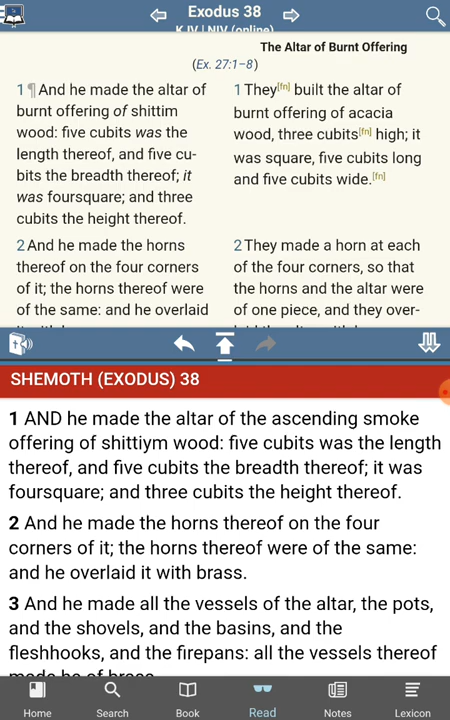 Exodus 38
KJV | NIV (online)
The Altar of Burnt Offering
(Ex. 27:1–8)
1 ¶ And he made the altar of
burnt offering of shittim
wood: five cubits was the
length thereof, and five cu-
bits the breadth thereof; it
was foursquare; and three
cubits the height thereof.
1 They[fn] built the altar of
burnt offering of acacia
wood, three cubits[fn] high; it
was square, five cubits long
and five cubits wide.[fn]
2 And he made the horns
thereof on the four corners
of it; the horns thereof were
of the same: and he overlaid
2 They made a horn at each
of the four corners, so that
the horns and the altar were
of one piece, and they over-
SHEMOTH (EXODUS) 38
1 AND he made the altar of the ascending smoke
offering of shittiym wood: five cubits was the length
thereof, and five cubits the breadth thereof; it was
foursquare; and three cubits the height thereof.
2 And he made the horns thereof on the four
corners of it; the horns thereof were of the same:
and he overlaid it with brass.
3 And he made all the vessels of the altar, the pots,
and the shovels, and the basins, and the
fleshhooks, and the firepans: all the vessels thereof
made he of brass.
Home
Search
Book
Read
Notes
Lexicon